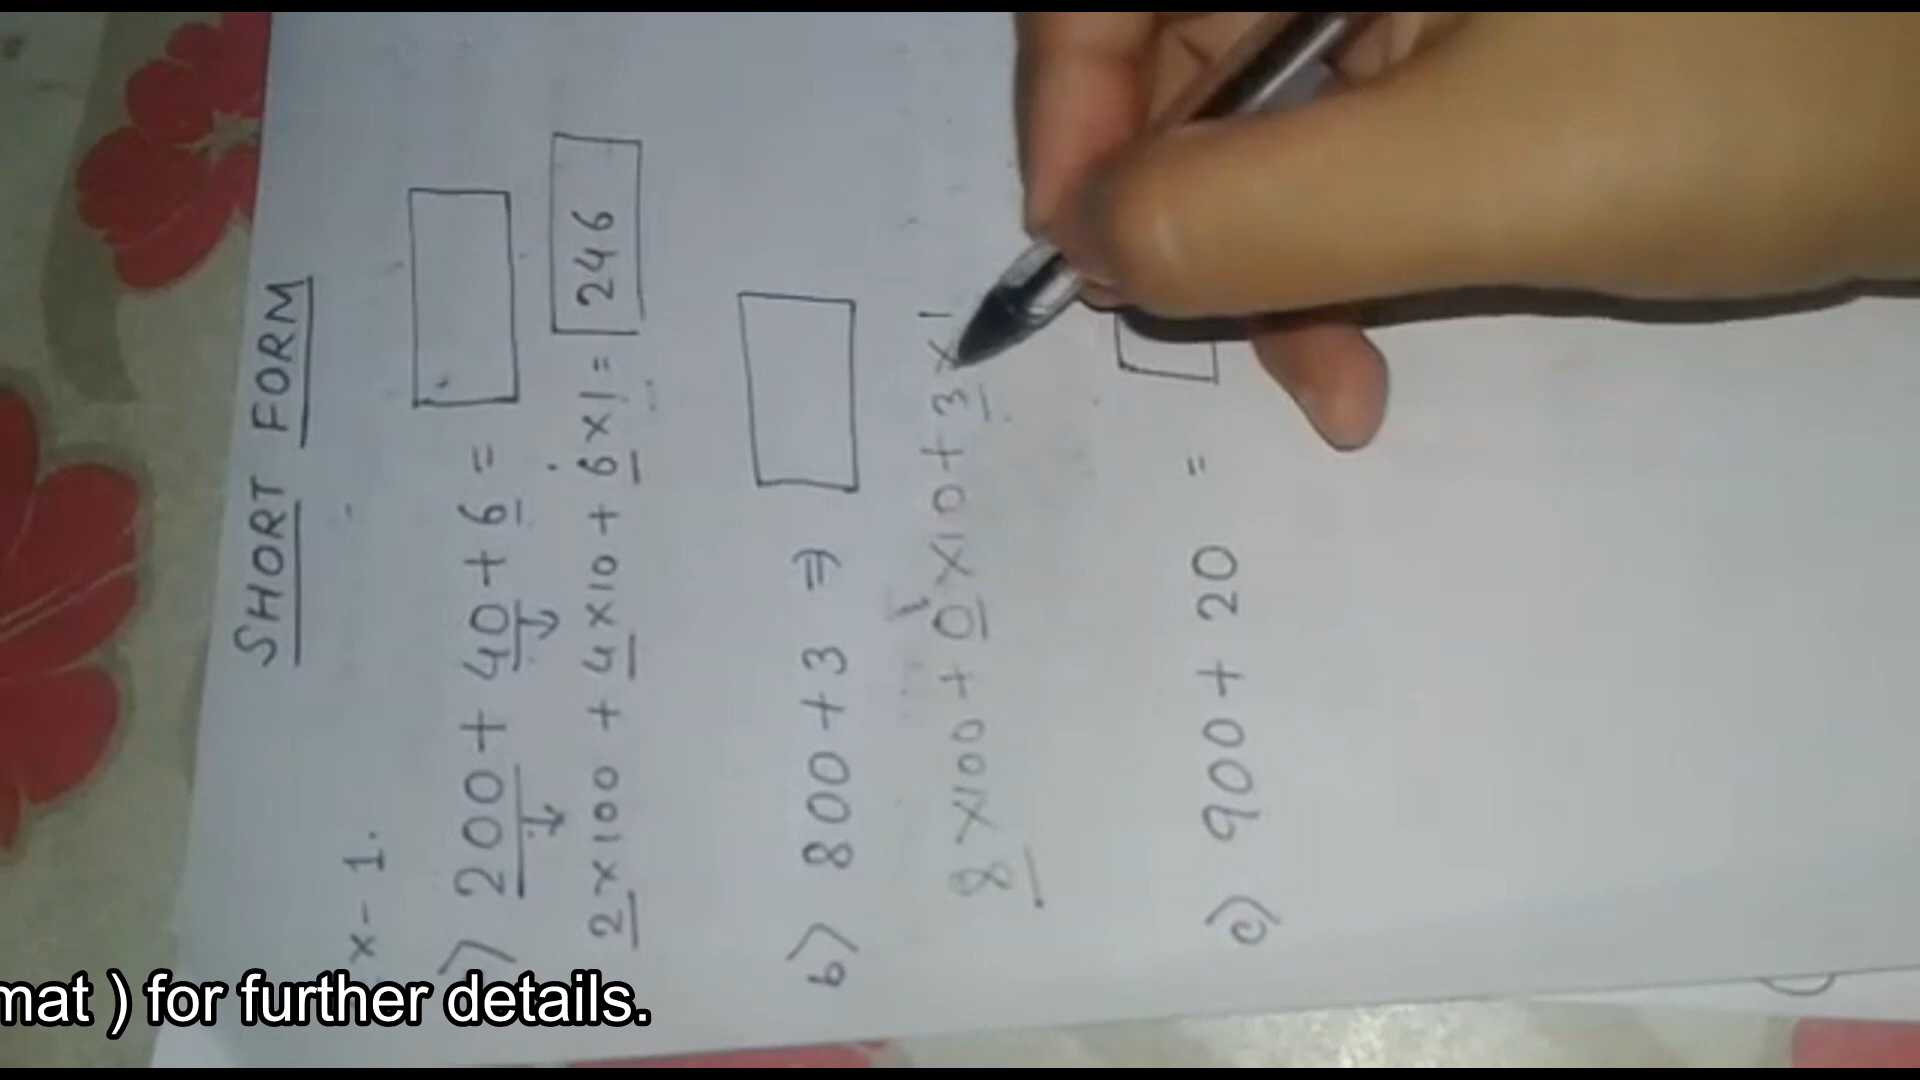 SHORT FORM
x-1.
) 200 + 40 + 6 =
2×100 + 4×10 + 6×1 = 246
b) 800 + 3 ⇒
8×100 + 0×10 + 3×1
c) 900 + 20 =
mat ) for further details.